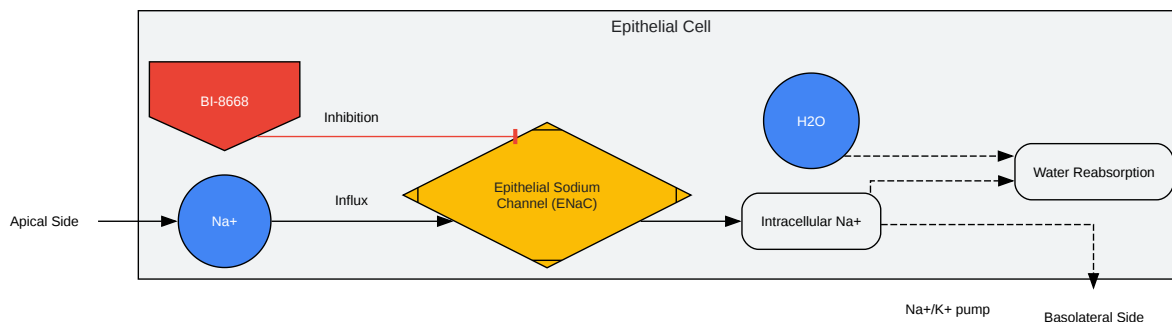 Epithelial Cell
BI-8668
Inhibition
H2O
Water Reabsorption
Epithelial Sodium
Channel (ENaC)
Apical Side
Na+
Influx
Intracellular Na+
Na+/K+ pump
Basolateral Side